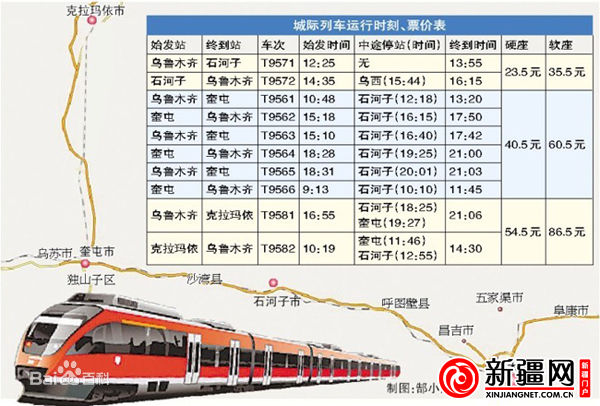 克拉玛依市
城际列车运行时刻、票价表
始发站 终到站 车次 始发时间 中途停站(时间) 终到时间 硬座 软座
乌鲁木齐 石河子 T9571 12:25 无 13:55 23.5元 35.5元
石河子 乌鲁木齐 T9572 14:35 乌西(15:44) 16:15
乌鲁木齐 奎屯 T9561 10:48 石河子(12:18) 13:20 40.5元 60.5元
奎屯 乌鲁木齐 T9562 15:18 石河子(16:15) 17:50
乌鲁木齐 奎屯 T9563 15:10 石河子(16:40) 17:42
奎屯 乌鲁木齐 T9564 18:28 石河子(19:25) 21:00
乌鲁木齐 奎屯 T9565 18:31 石河子(20:01) 21:03
奎屯 乌鲁木齐 T9566 9:13 石河子(10:10) 11:45
乌鲁木齐 克拉玛依 T9581 16:55 石河子(18:25) 21:06 54.5元 86.5元
奎屯(19:27)
克拉玛依 乌鲁木齐 T9582 10:19 奎屯(11:46) 14:30
石河子(12:55)
乌苏市 奎屯市
独山子区
沙湾县
石河子市
呼图壁县
五家渠市
阜康市
昌吉市
Bai 百科
制图:郜小
新疆网
新疆门户
XINJIANGNET.COM.CN